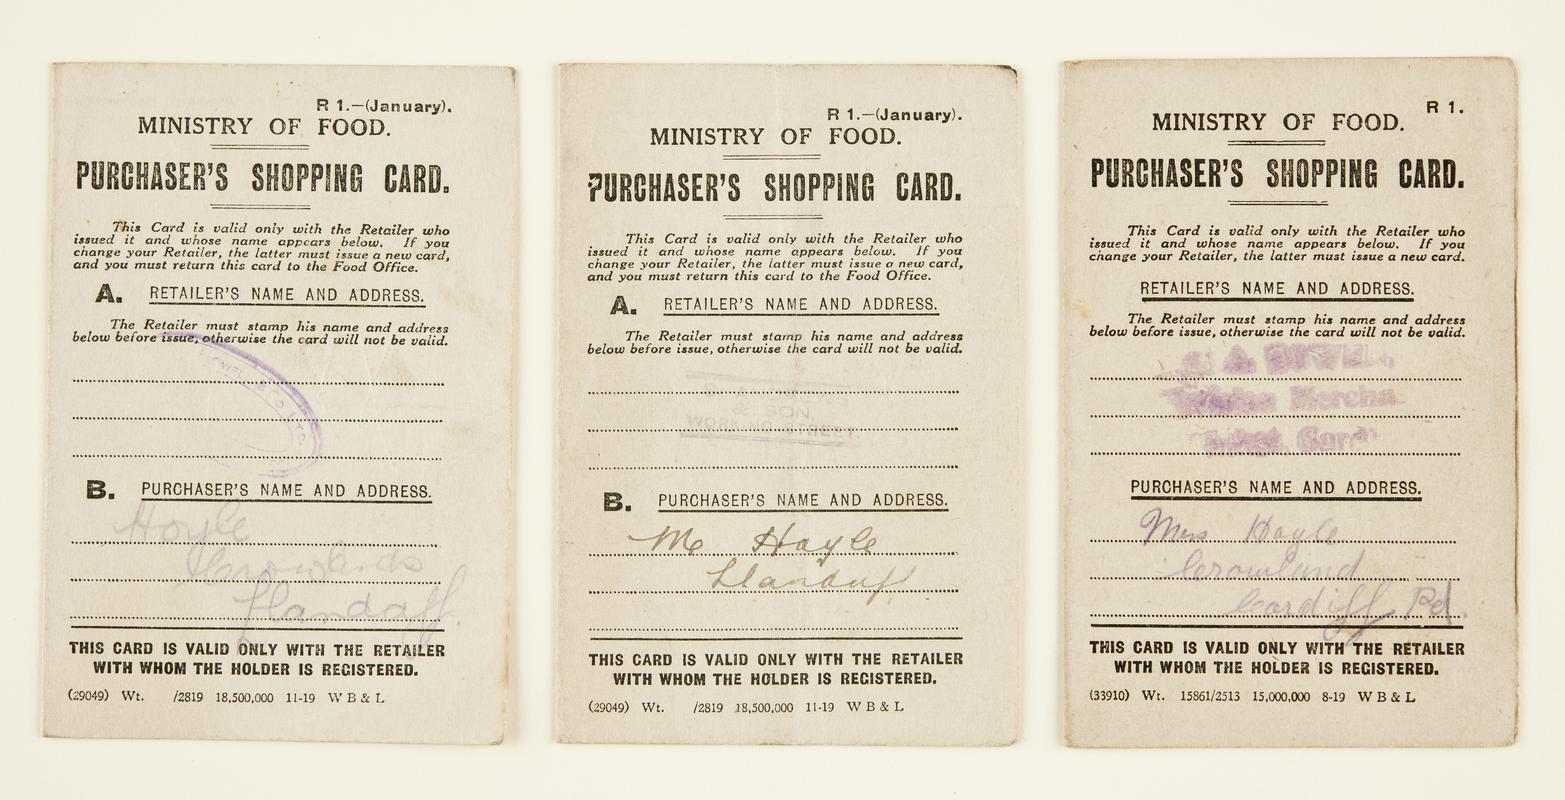 R 1.—(January).
MINISTRY OF FOOD.
PURCHASER'S SHOPPING CARD.
This Card is valid only with the Retailer who
issued it and whose name appears below. If you
change your Retailer, the latter must issue a new card,
and you must return this card to the Food Office.
A. RETAILER'S NAME AND ADDRESS.
The Retailer must stamp his name and address
below before issue, otherwise the card will not be valid.
& Co LTD.
B. PURCHASER'S NAME AND ADDRESS.
Hoyle
Llandaff.
THIS CARD IS VALID ONLY WITH THE RETAILER
WITH WHOM THE HOLDER IS REGISTERED.
(29049) Wt. /2819 18,500,000 11-19 W B & L
R 1.—(January).
MINISTRY OF FOOD.
PURCHASER'S SHOPPING CARD.
This Card is valid only with the Retailer who
issued it and whose name appears below. If you
change your Retailer, the latter must issue a new card,
and you must return this card to the Food Office.
A. RETAILER'S NAME AND ADDRESS.
The Retailer must stamp his name and address
below before issue, otherwise the card will not be valid.
& SON,
WORKING STREET.
B. PURCHASER'S NAME AND ADDRESS.
Hoyle
Llandaff
THIS CARD IS VALID ONLY WITH THE RETAILER
WITH WHOM THE HOLDER IS REGISTERED.
(29049) Wt. /2819 18,500,000 11-19 W B & L
R 1.
MINISTRY OF FOOD.
PURCHASER'S SHOPPING CARD.
This Card is valid only with the Retailer who
issued it and whose name appears below. If you
change your Retailer, the latter must issue a new card.
RETAILER'S NAME AND ADDRESS.
The Retailer must stamp his name and address
below before issue, otherwise the card will not be valid.
PURCHASER'S NAME AND ADDRESS.
Mrs Hoyle
Crowland
Cardiff Rd.
THIS CARD IS VALID ONLY WITH THE RETAILER
WITH WHOM THE HOLDER IS REGISTERED.
(33910) Wt. 15861/2513 15,000,000 8-19 W B & L